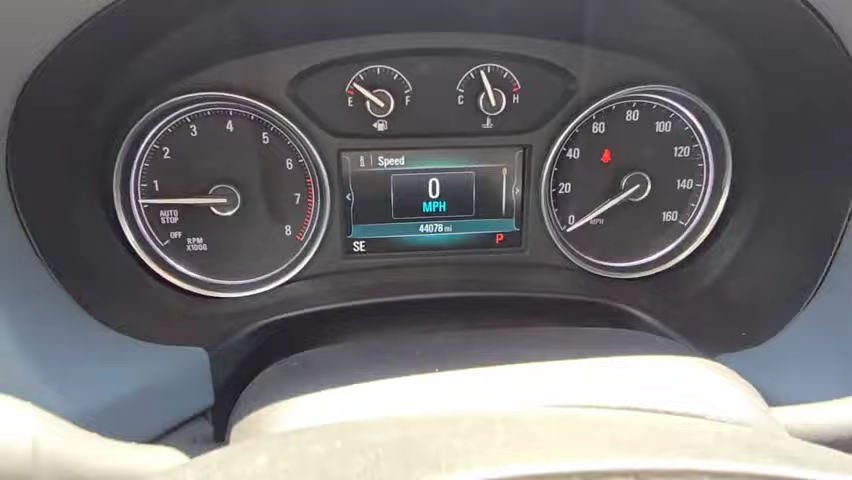 E F
C H
1 2 3 4 5 6 7 8
AUTO
STOP
OFF
RPM
X1000
Speed
0
MPH
44078 mi
SE P
0 20 40 60 80 100 120 140 160
MPH